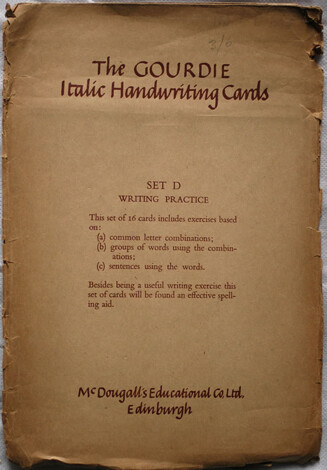 The GOURDIE
Italic Handwriting Cards
SET D
WRITING PRACTICE
This set of 16 cards includes exercises based
on:
(a) common letter combinations;
(b) groups of words using the combin-
ations;
(c) sentences using the words.
Besides being a useful writing exercise this
set of cards will be found an effective spell-
ing aid.
McDougall's Educational Co. Ltd.
Edinburgh